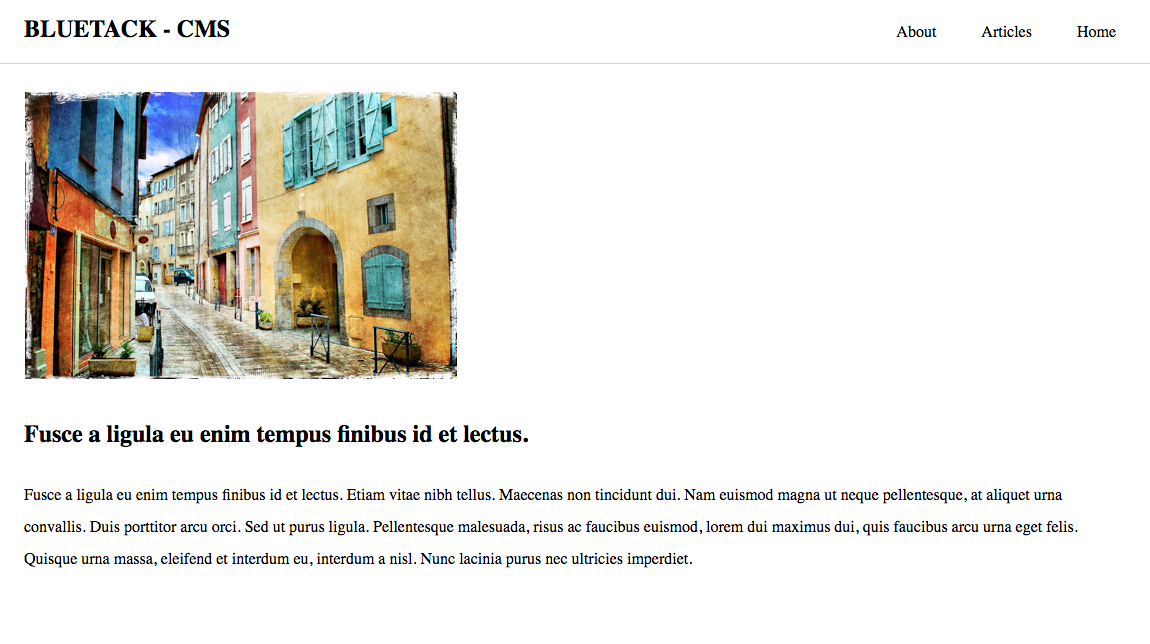 BLUETACK - CMS
About Articles Home
Fusce a ligula eu enim tempus finibus id et lectus.
Fusce a ligula eu enim tempus finibus id et lectus. Etiam vitae nibh tellus. Maecenas non tincidunt dui. Nam euismod magna ut neque pellentesque, at aliquet urna
convallis. Duis porttitor arcu orci. Sed ut purus ligula. Pellentesque malesuada, risus ac faucibus euismod, lorem dui maximus dui, quis faucibus arcu urna eget felis.
Quisque urna massa, eleifend et interdum eu, interdum a nisl. Nunc lacinia purus nec ultricies imperdiet.